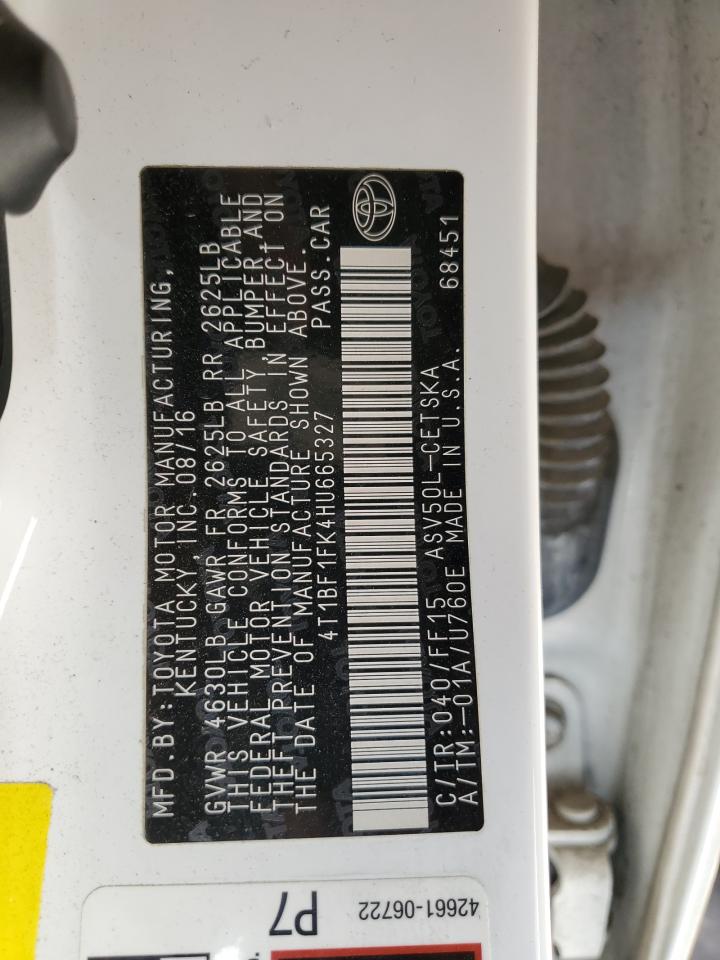 MFD.BY:TOYOTA MOTOR MANUFACTURING,
KENTUCKY, INC. 08/16
GVWR 4630LB GAWR FR 2625LB RR 2625LB
THIS VEHICLE CONFORMS TO ALL APPLICABLE
FEDERAL MOTOR VEHICLE SAFETY, BUMPER, AND
THEFT PREVENTION STANDARDS IN EFFECT ON
THE DATE OF MANUFACTURE SHOWN ABOVE.
4T1BF1FK4HU665327 PASS.CAR
C/TR:040/FF15 ASV50L-CETSKA 68451
A/TM:-01A/U760E MADE IN U.S.A.
P7
42661-06722